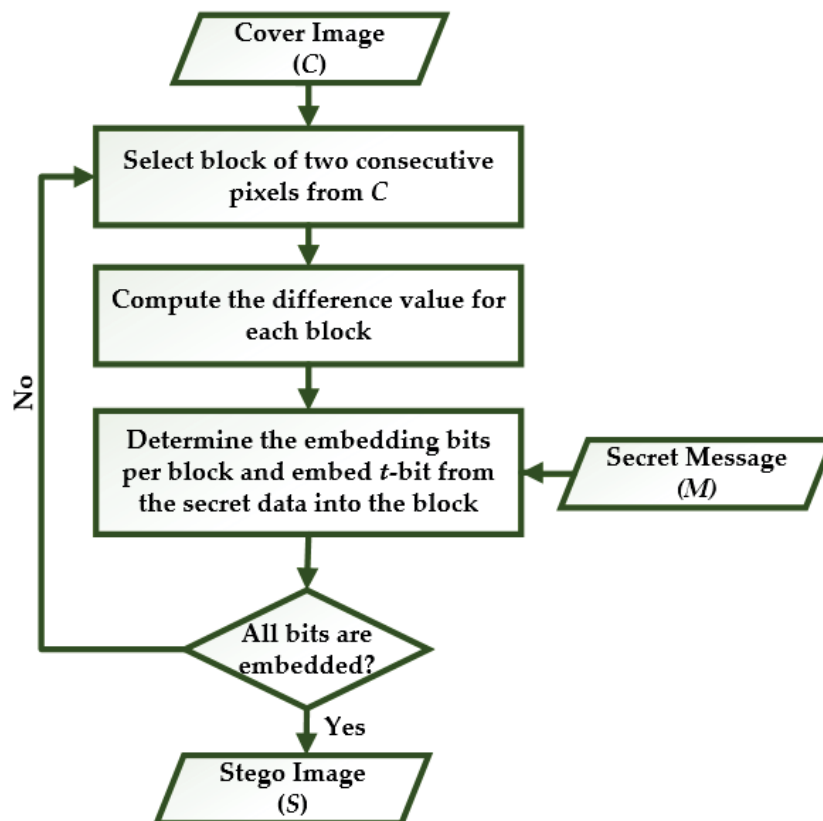 Cover Image
(C)
Select block of two consecutive
pixels from C
Compute the difference value for
each block
No
Determine the embedding bits
per block and embed t-bit from
the secret data into the block
Secret Message
(M)
All bits are
embedded?
Yes
Stego Image
(S)